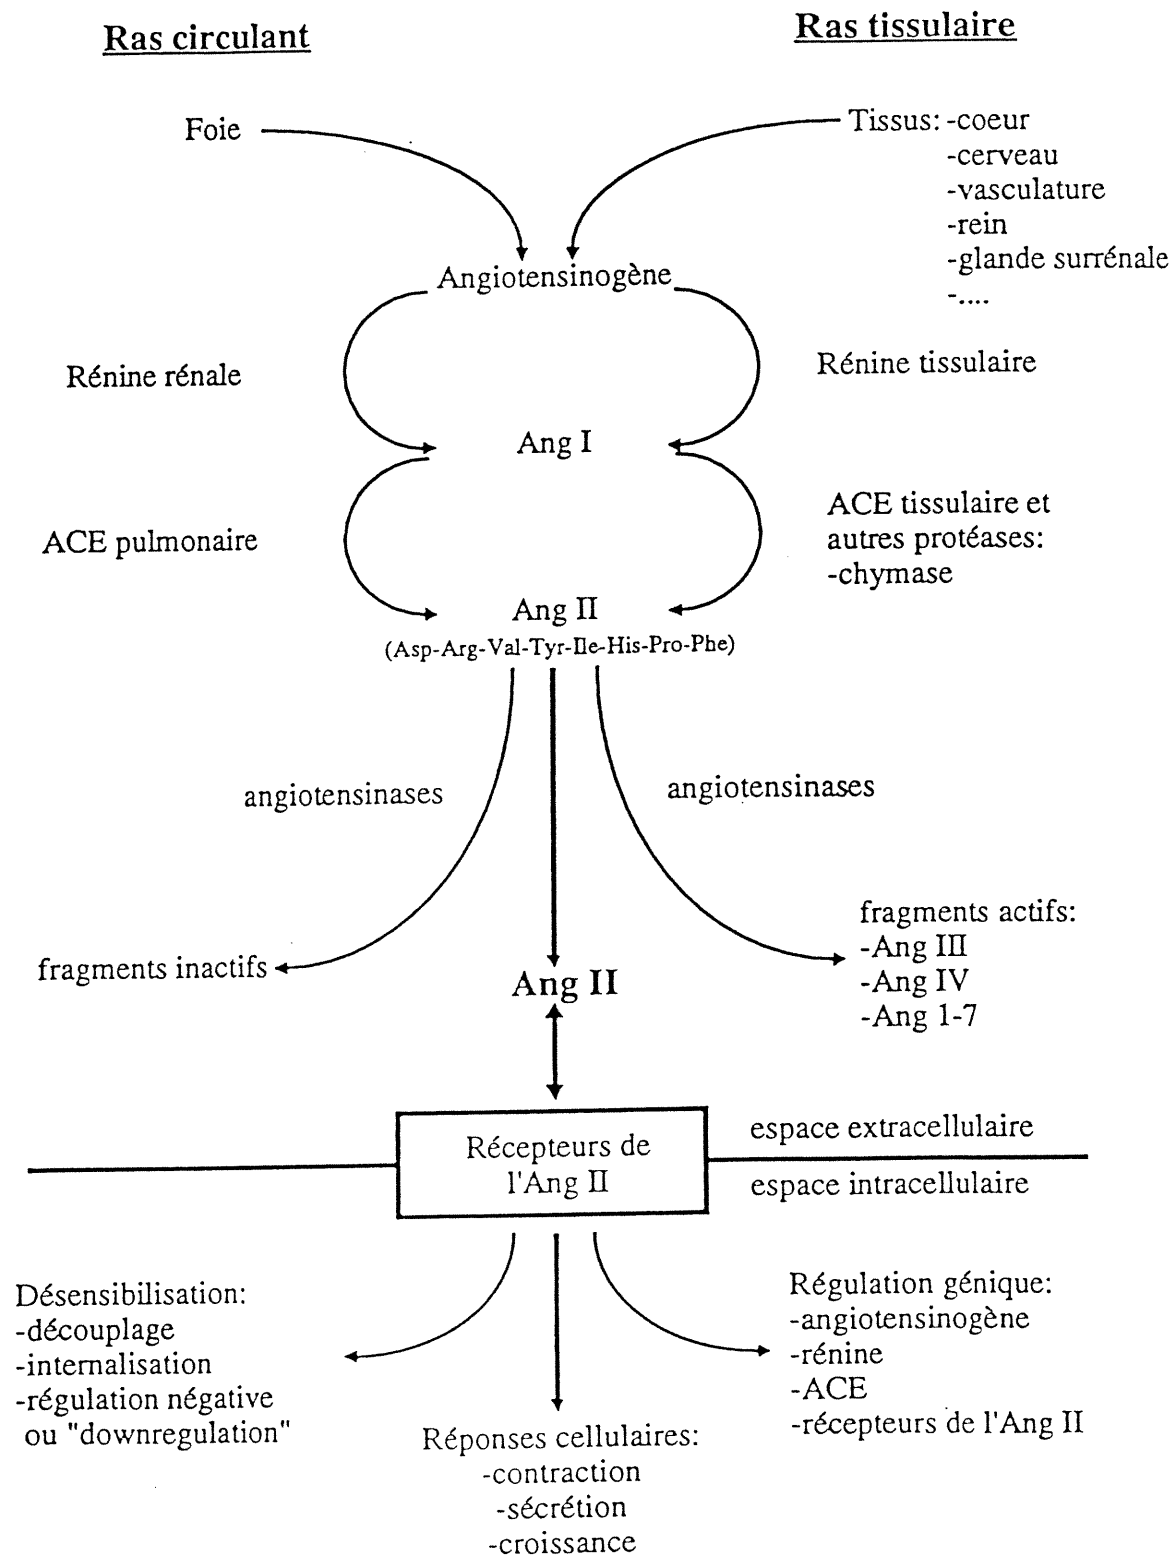 Ras circulant
Ras tissulaire
Foie
Tissus: -coeur
-cerveau
-vasculature
-rein
-glande surrénale
-....
Angiotensinogène
Rénine rénale
Rénine tissulaire
Ang I
ACE pulmonaire
ACE tissulaire et
autres protéases:
-chymase
Ang II
(Asp-Arg-Val-Tyr-Ile-His-Pro-Phe)
angiotensinases
angiotensinases
fragments inactifs
Ang II
fragments actifs:
-Ang III
-Ang IV
-Ang 1-7
Récepteurs de
l'Ang II
espace extracellulaire
espace intracellulaire
Désensibilisation:
-découplage
-internalisation
-régulation négative
ou "downregulation"
Réponses cellulaires:
-contraction
-sécrétion
-croissance
Régulation génique:
-angiotensinogène
-rénine
-ACE
-récepteurs de l'Ang II